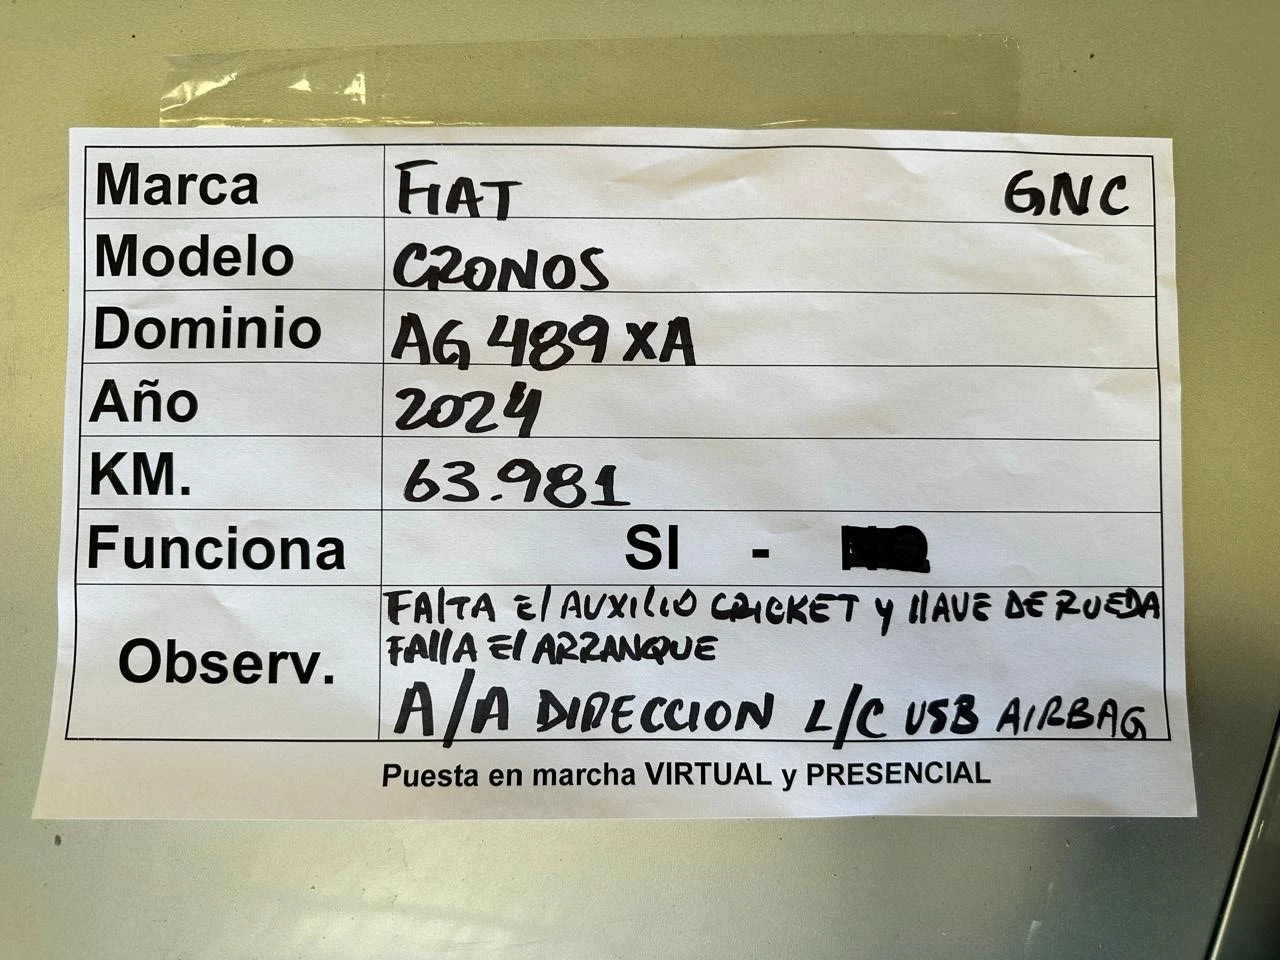 Marca FIAT GNC
Modelo CRONOS
Dominio AG 489 XA
Año 2024
KM. 63.981
Funciona SI -
Observ. FALTA El AUXILIO CRICKET y llAVE DE RUEDA
FAllA El ARRANQUE
A/A DIRECCION L/C USB AIRBAG
Puesta en marcha VIRTUAL y PRESENCIAL